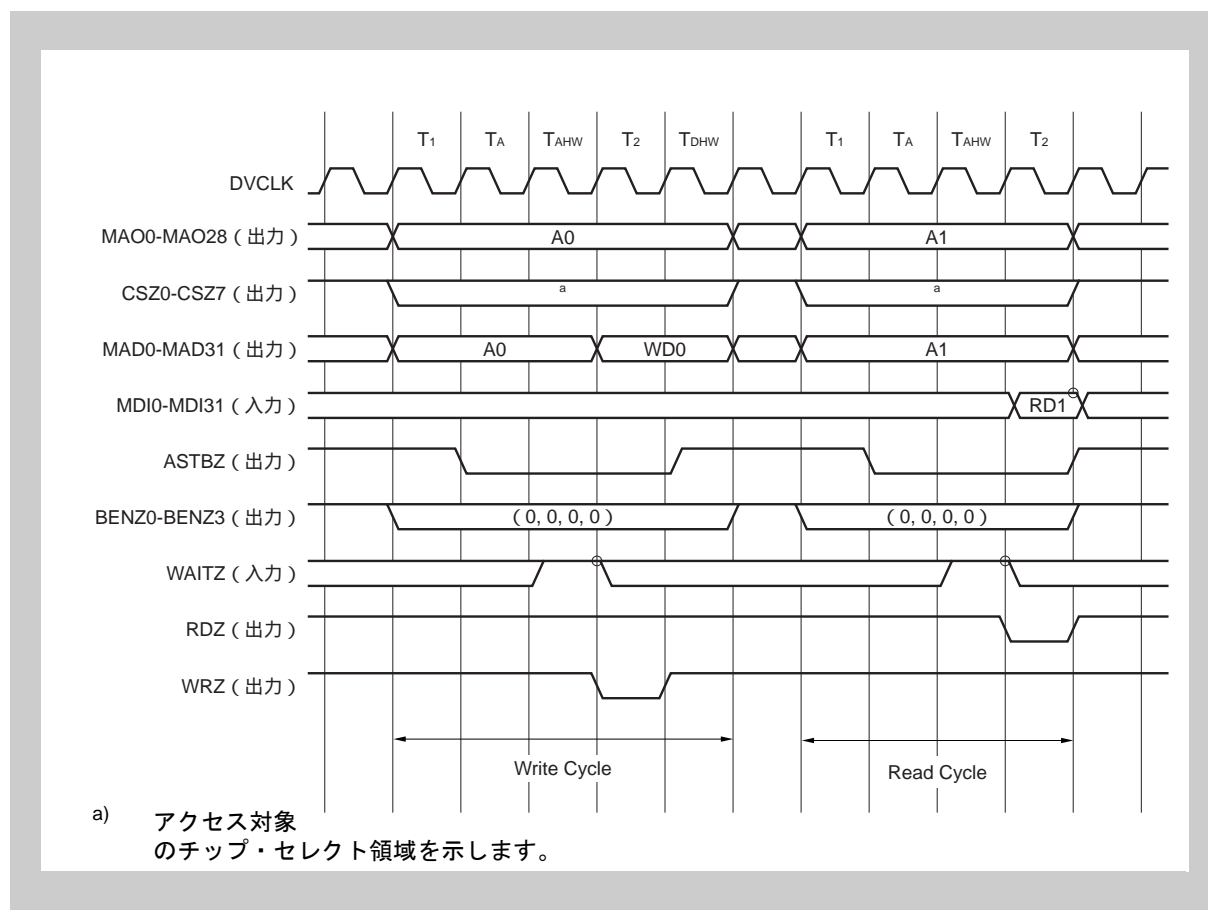 T1 TA TAHW T2 TDHW T1 TA TAHW T2
DVCLK
MAO0-MAO28（出力） A0 A1
CSZ0-CSZ7（出力） a a
MAD0-MAD31（出力） A0 WD0 A1
MDI0-MDI31（入力） RD1
ASTBZ（出力）
BENZ0-BENZ3（出力） （0, 0, 0, 0） （0, 0, 0, 0）
WAITZ（入力）
RDZ（出力）
WRZ（出力）
Write Cycle Read Cycle
a) アクセス対象
のチップ・セレクト領域を示します。